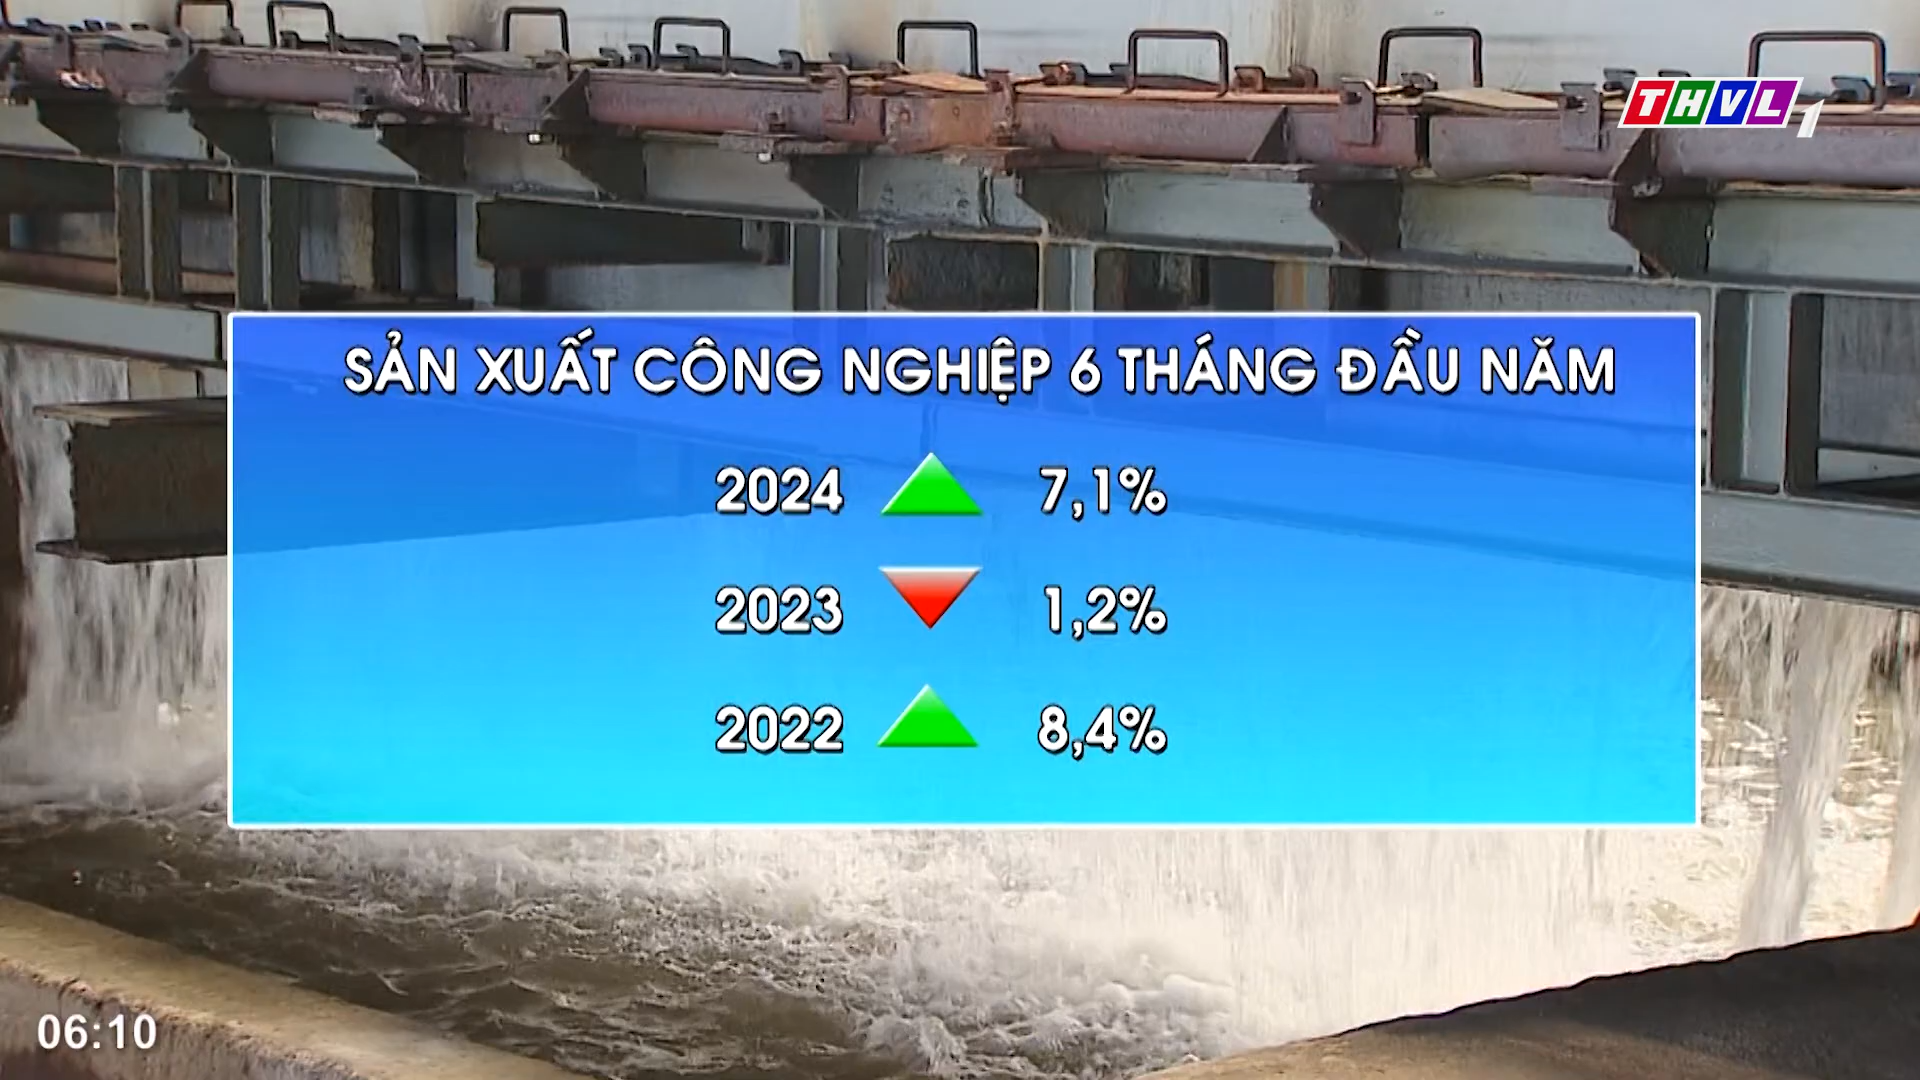 THVL1
SẢN XUẤT CÔNG NGHIỆP 6 THÁNG ĐẦU NĂM
2024 7,1%
2023 1,2%
2022 8,4%
06:10